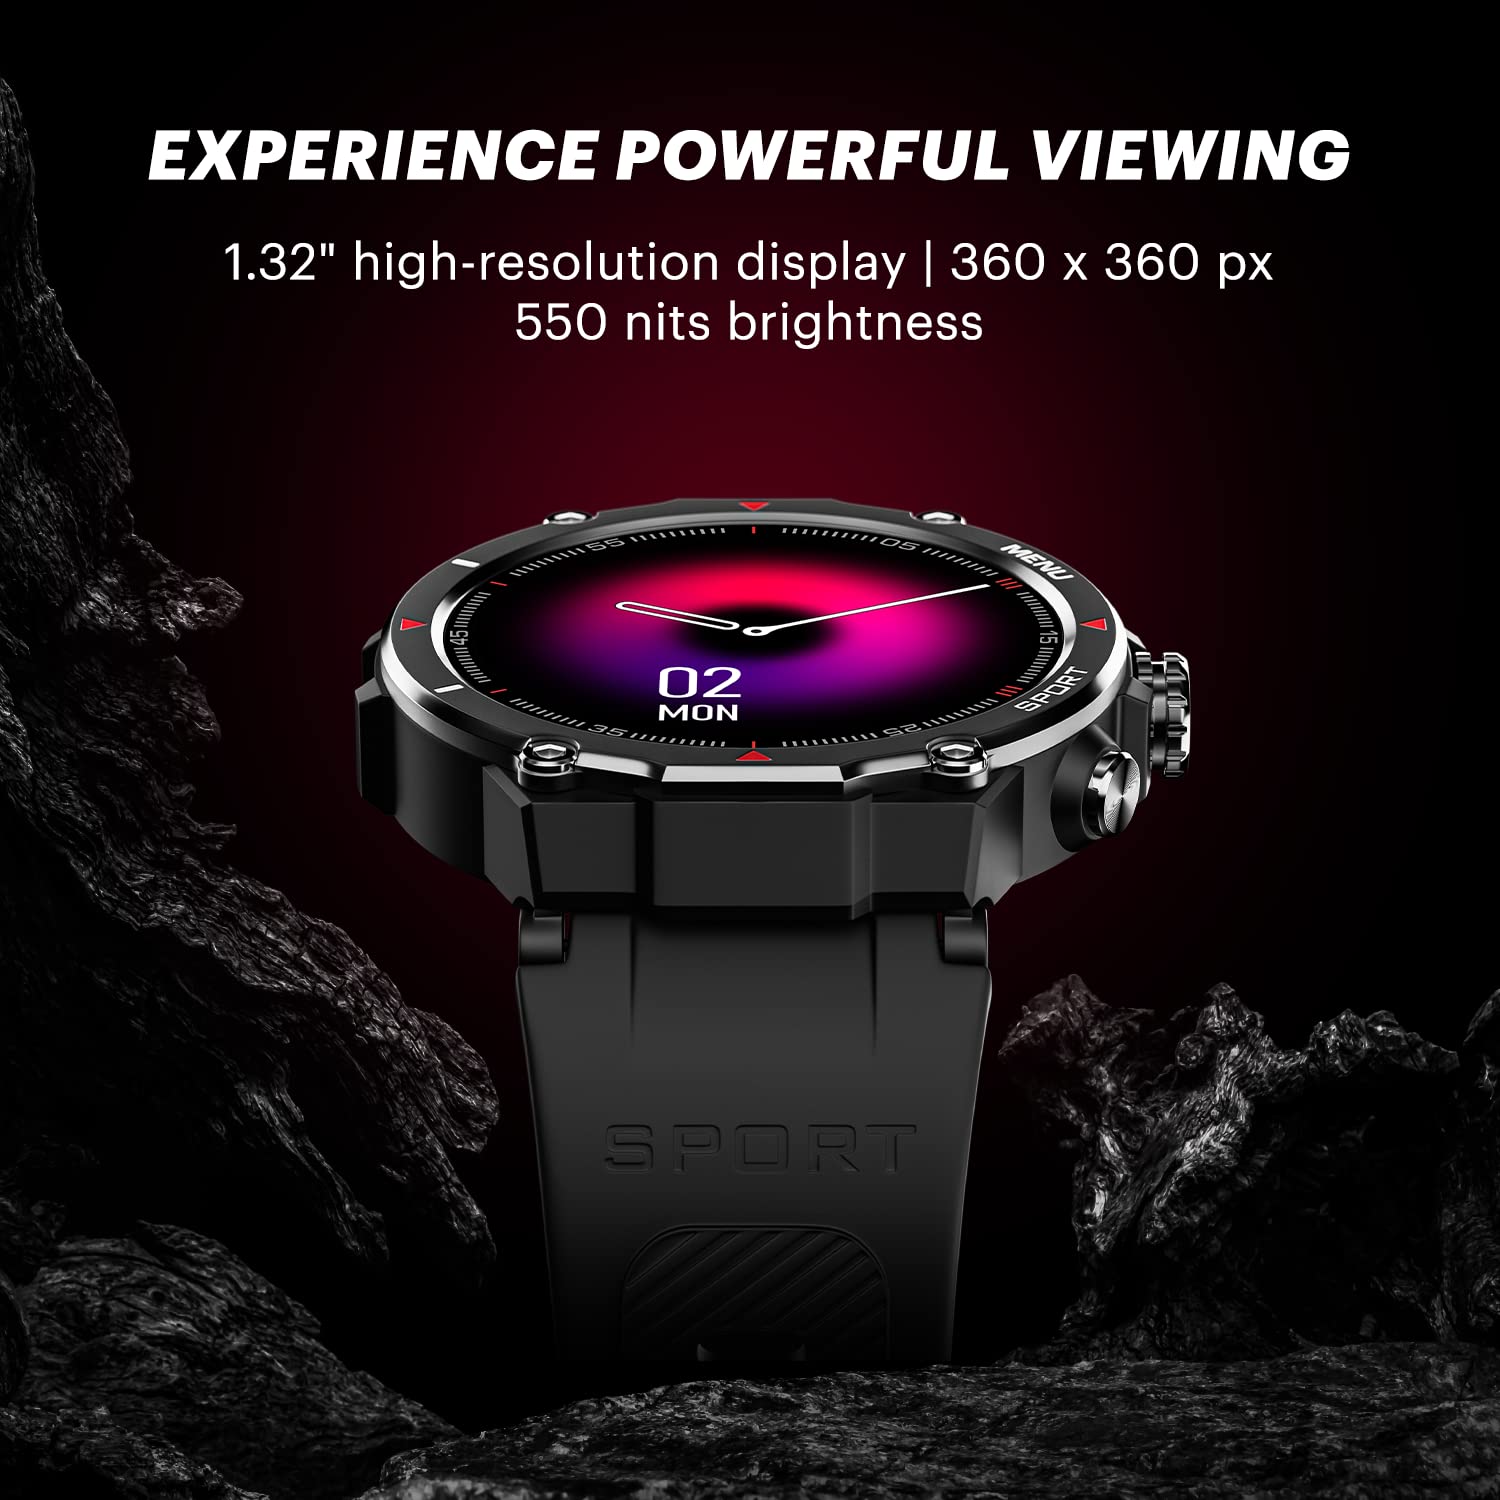 EXPERIENCE POWERFUL VIEWING
1.32" high-resolution display | 360 x 360 px
550 nits brightness
55
05
MENU
45
15
02
MON
SPORT
35
25
SPORT